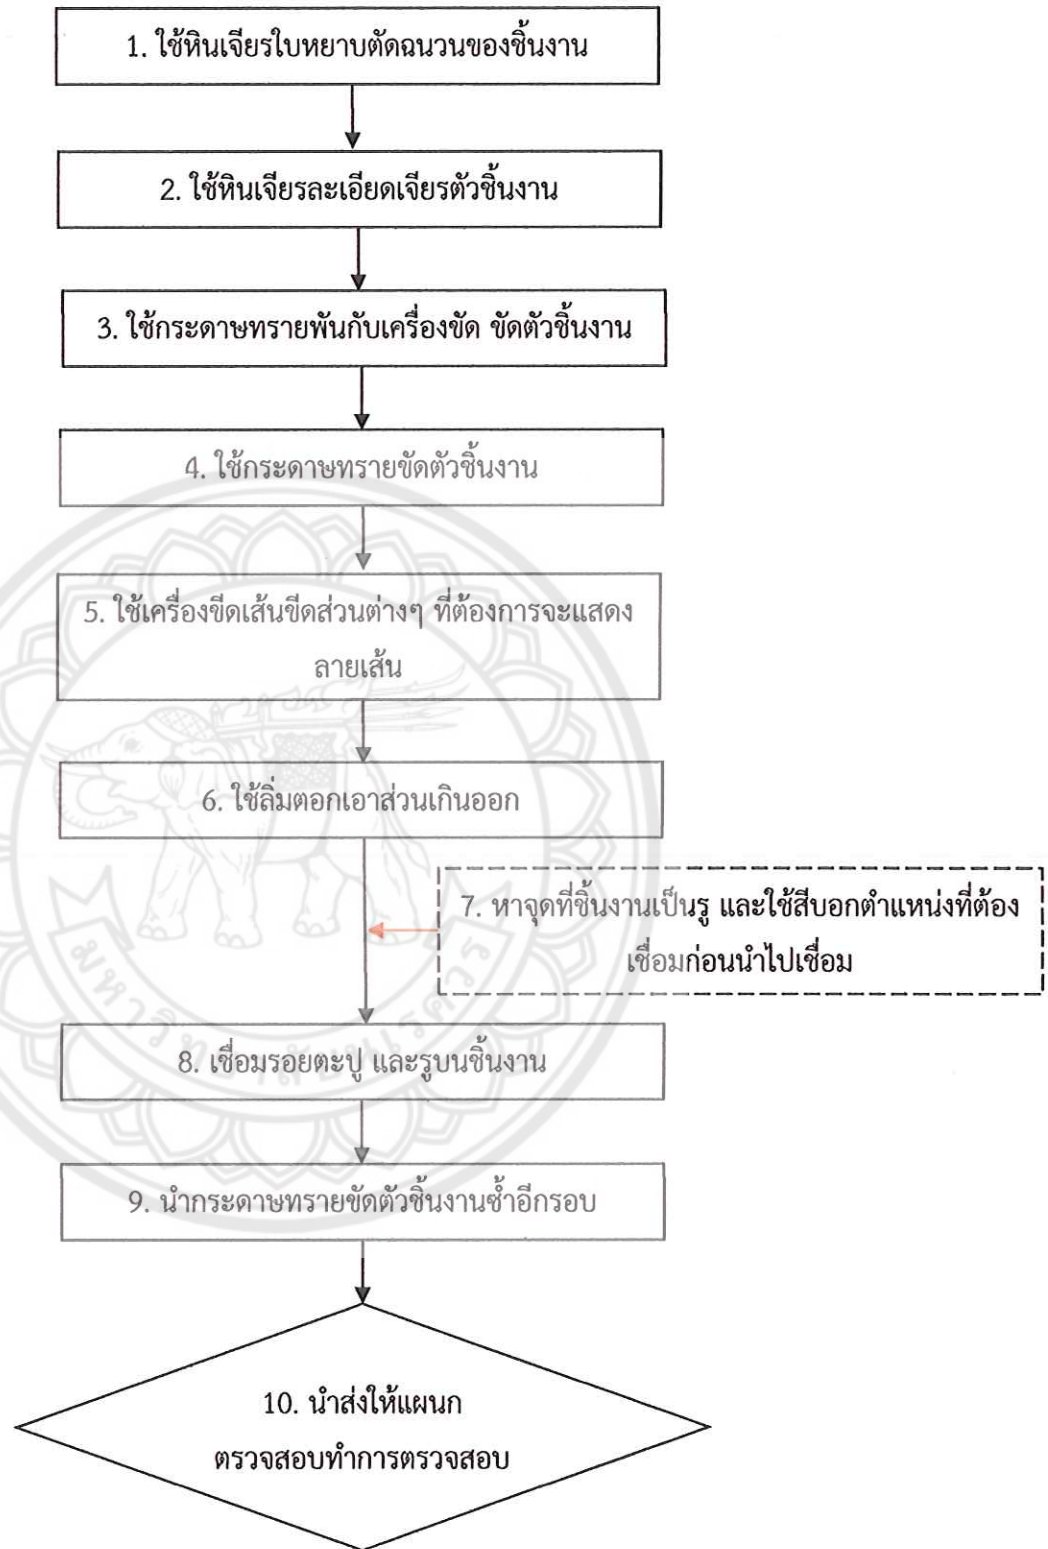 1. ใช้หินเจียรใบหยาบตัดฉนวนของชิ้นงาน
2. ใช้หินเจียรละเอียดเจียรตัวชิ้นงาน
3. ใช้กระดาษทรายพันกับเครื่องขัด ขัดตัวชิ้นงาน
4. ใช้กระดาษทรายขัดตัวชิ้นงาน
5. ใช้เครื่องขีดเส้นขีดส่วนต่างๆ ที่ต้องการจะแสดง
ลายเส้น
6. ใช้ลิ่มตอกเอาส่วนเกินออก
7. หาจุดที่ชิ้นงานเป็นรู และใช้สีบอกตำแหน่งที่ต้อง
เชื่อมก่อนนำไปเชื่อม
มหาวิทยาลัยนเรศวร
8. เชื่อมรอยตะปู และรูบนชิ้นงาน
9. นำกระดาษทรายขัดตัวชิ้นงานซ้ำอีกรอบ
10. นำส่งให้แผนก
ตรวจสอบทำการตรวจสอบ